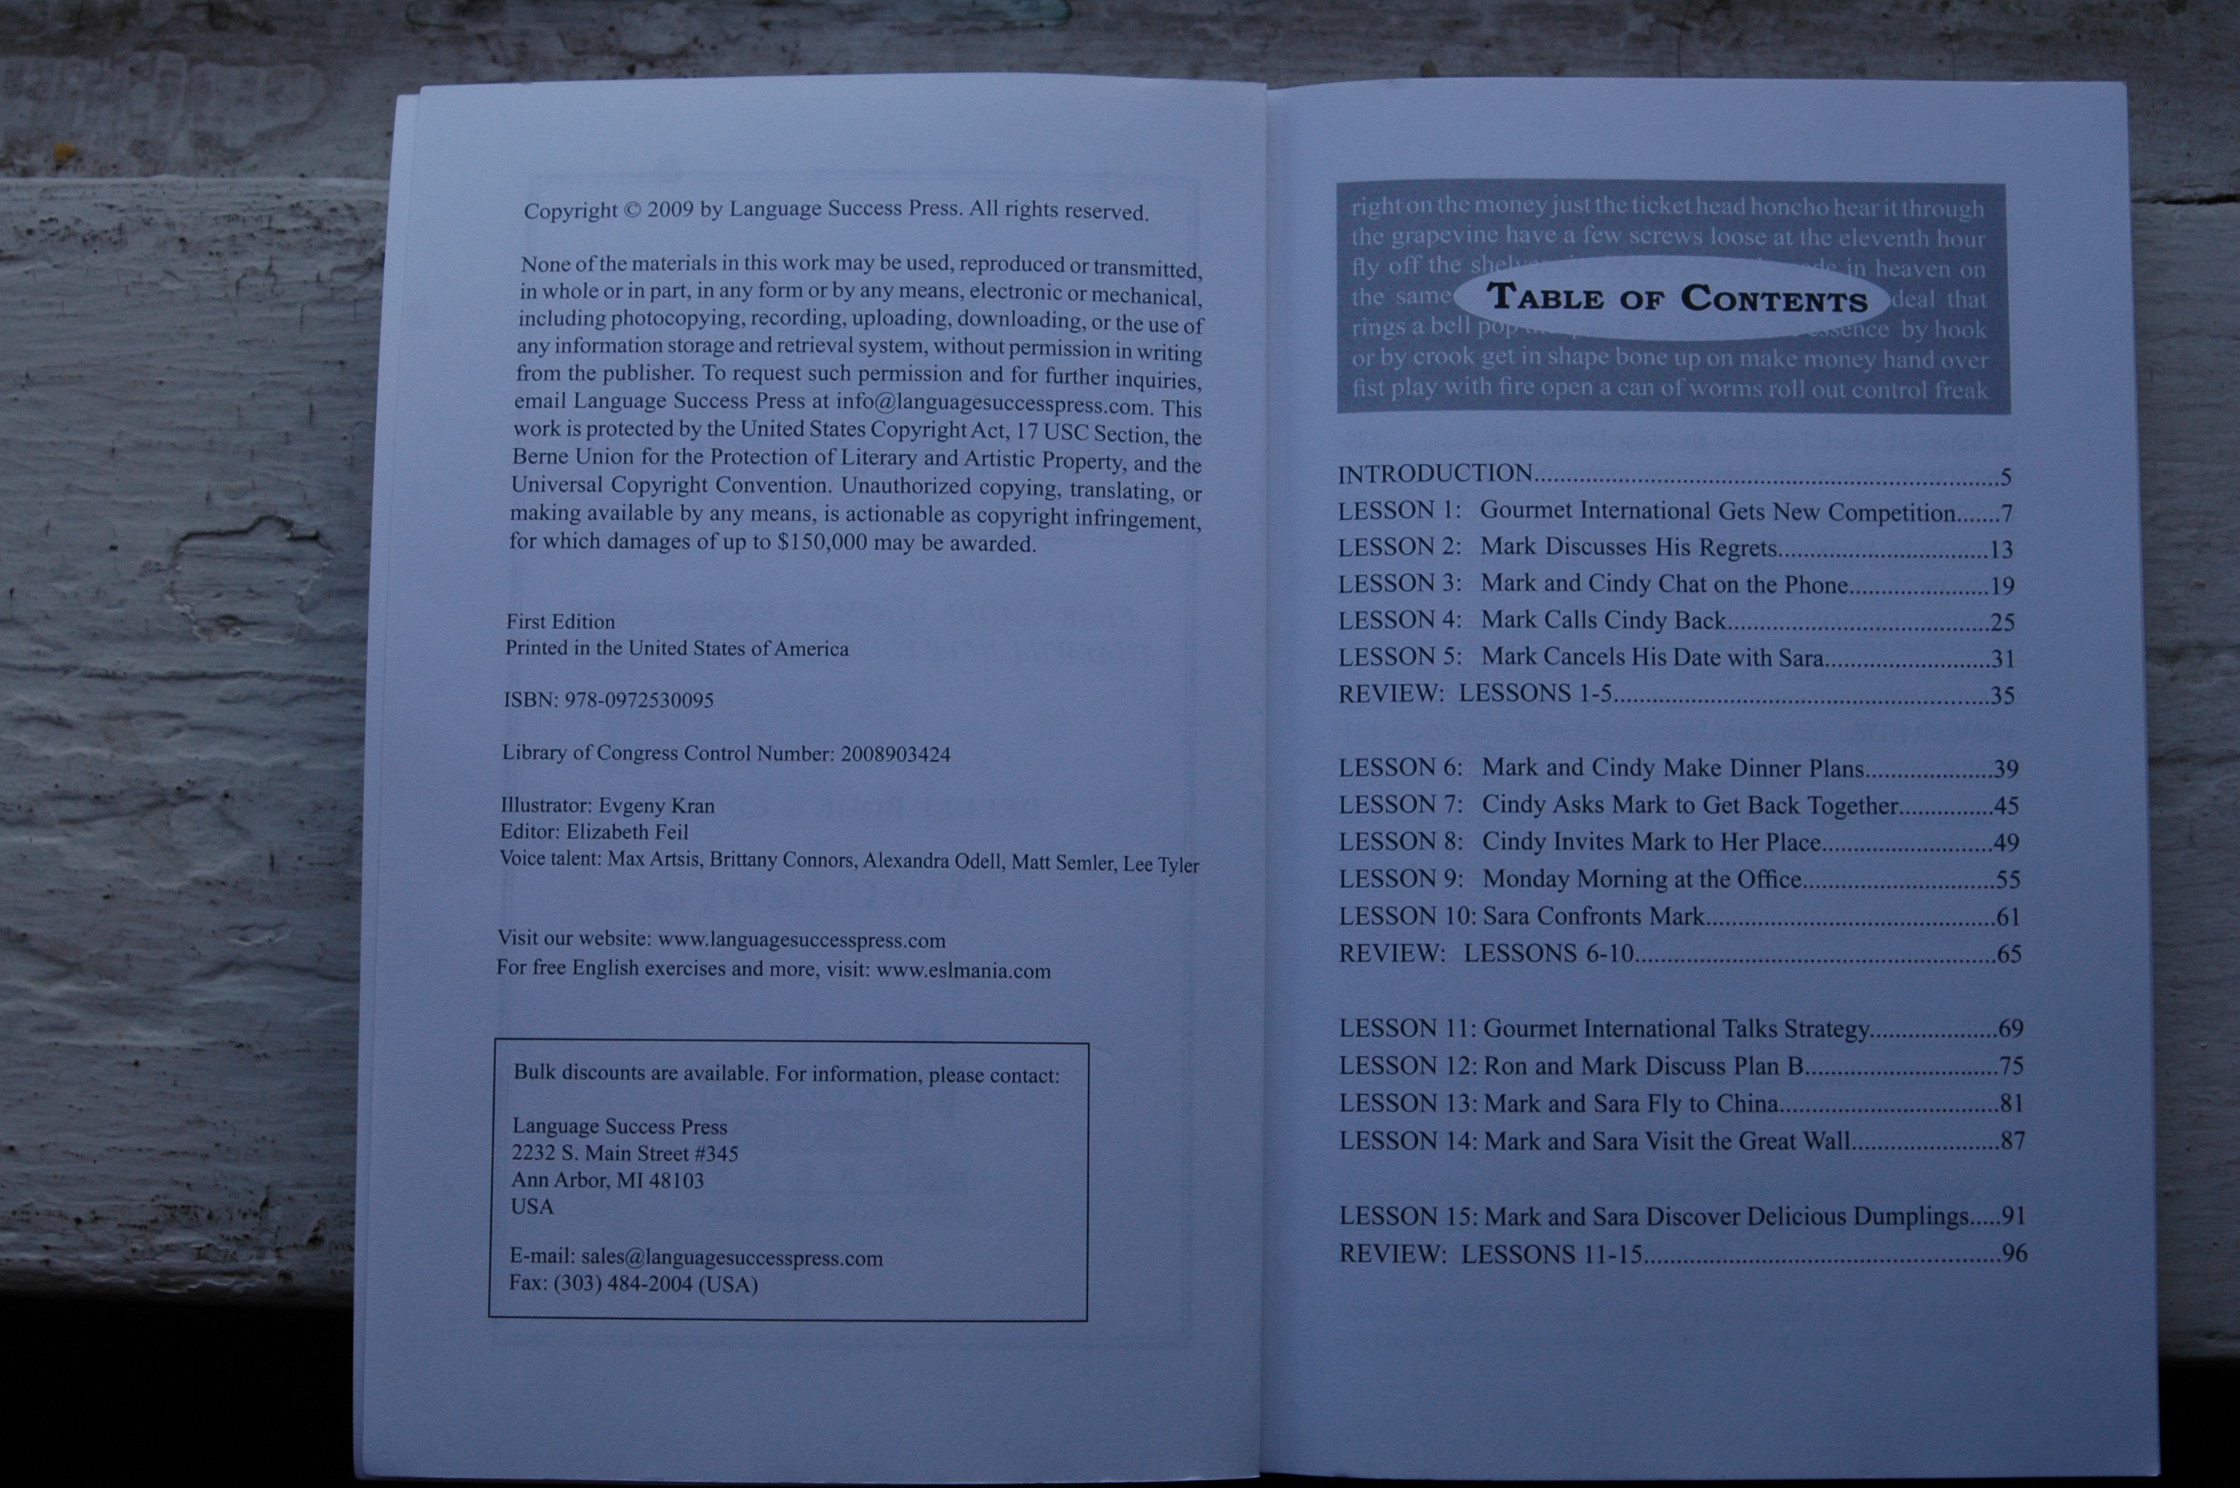 Copyright © 2009 by Language Success Press. All rights reserved.
None of the materials in this work may be used, reproduced or transmitted,
in whole or in part, in any form or by any means, electronic or mechanical,
including photocopying, recording, uploading, downloading, or the use of
any information storage and retrieval system, without permission in writing
from the publisher. To request such permission and for further inquiries,
email Language Success Press at info@languagesuccesspress.com. This
work is protected by the United States Copyright Act, 17 USC Section, the
Berne Union for the Protection of Literary and Artistic Property, and the
Universal Copyright Convention. Unauthorized copying, translating, or
making available by any means, is actionable as copyright infringement,
for which damages of up to $150,000 may be awarded.
First Edition
Printed in the United States of America
ISBN: 978-0972530095
Library of Congress Control Number: 2008903424
Illustrator: Evgeny Kran
Editor: Elizabeth Feil
Voice talent: Max Artsis, Brittany Connors, Alexandra Odell, Matt Semler, Lee Tyler
Visit our website: www.languagesuccesspress.com
For free English exercises and more, visit: www.eslmania.com
Bulk discounts are available. For information, please contact:
Language Success Press
2232 S. Main Street #345
Ann Arbor, MI 48103
USA
E-mail: sales@languagesuccesspress.com
Fax: (303) 484-2004 (USA)
right on the money just the ticket head honcho hear it through
the grapevine have a few screws loose at the eleventh hour
fly off the in heaven on
the same deal that
rings a bell by hook
or by crook get in shape bone up on make money hand over
fist play with fire open a can of worms roll out control freak
TABLE OF CONTENTS
INTRODUCTION.....5
LESSON 1: Gourmet International Gets New Competition.......7
LESSON 2: Mark Discusses His Regrets.....13
LESSON 3: Mark and Cindy Chat on the Phone.....19
LESSON 4: Mark Calls Cindy Back.....25
LESSON 5: Mark Cancels His Date with Sara.....31
REVIEW: LESSONS 1-5.....35
LESSON 6: Mark and Cindy Make Dinner Plans.....39
LESSON 7: Cindy Asks Mark to Get Back Together.....45
LESSON 8: Cindy Invites Mark to Her Place.....49
LESSON 9: Monday Morning at the Office.....55
LESSON 10: Sara Confronts Mark.....61
REVIEW: LESSONS 6-10.....65
LESSON 11: Gourmet International Talks Strategy.....69
LESSON 12: Ron and Mark Discuss Plan B.....75
LESSON 13: Mark and Sara Fly to China.....81
LESSON 14: Mark and Sara Visit the Great Wall.....87
LESSON 15: Mark and Sara Discover Delicious Dumplings.....91
REVIEW: LESSONS 11-15.....96